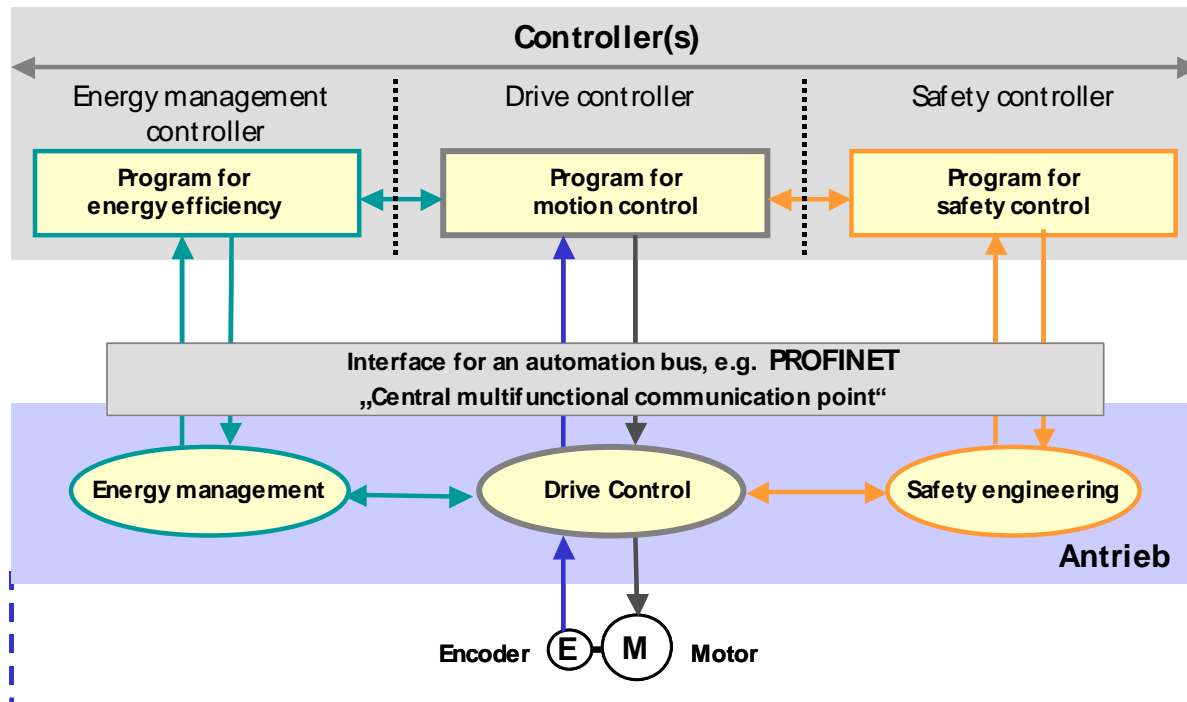 Controller(s)
Energy management
controller
Drive controller
Safety controller
Program for
energy efficiency
Program for
motion control
Program for
safety control
Interface for an automation bus, e.g. PROFINET
„Central multifunctional communication point“
Energy management
Drive Control
Safety engineering
Antrieb
Encoder
E
M
Motor